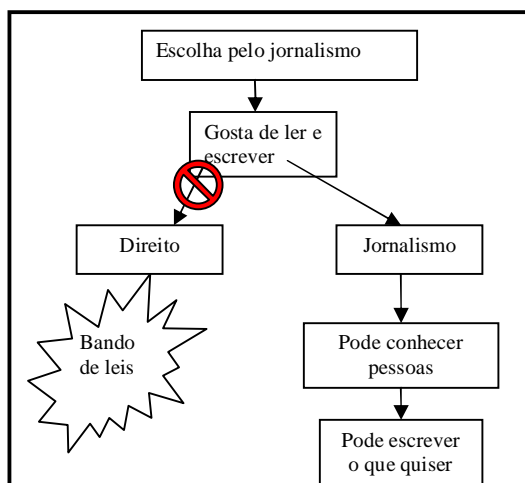 Escolha pelo jornalismo
Gosta de ler e
escrever
Direito
Jornalismo
Bando
de leis
Pode conhecer
pessoas
Pode escrever
o que quiser